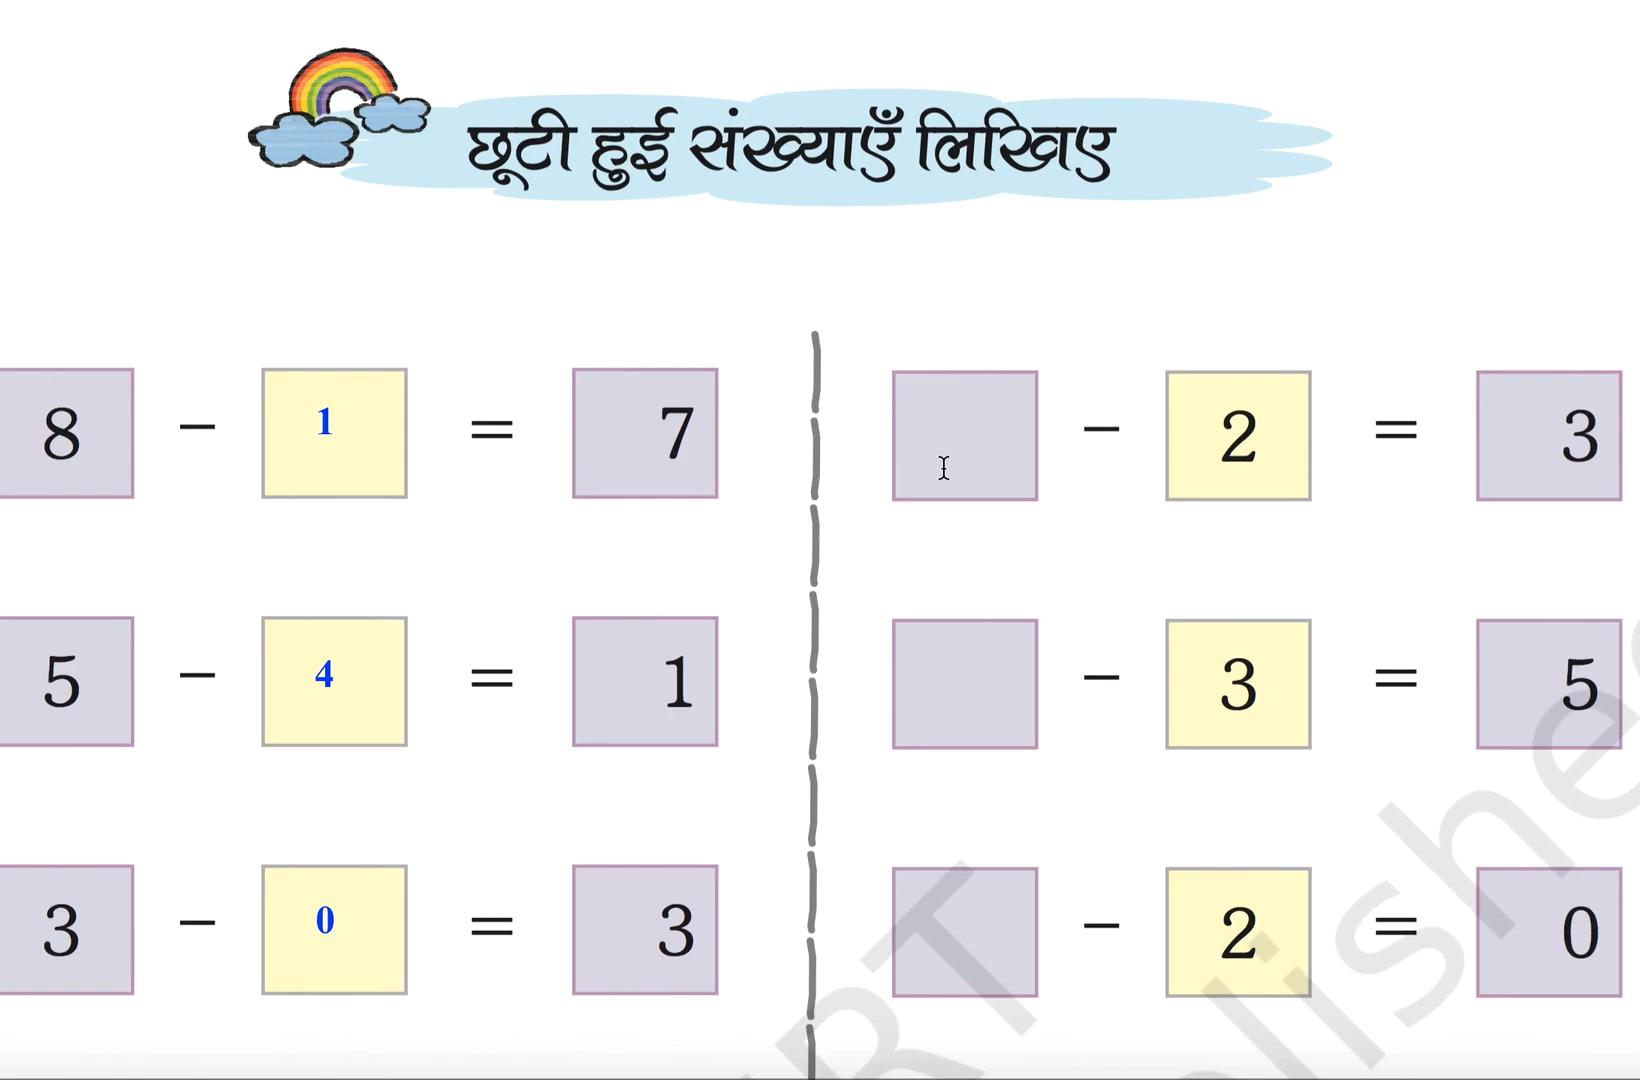 छूटी हुई संख्याएँ लिखिए
8 − 1 = 7
− 2 = 3
5 − 4 = 1
− 3 = 5
3 − 0 = 3
− 2 = 0